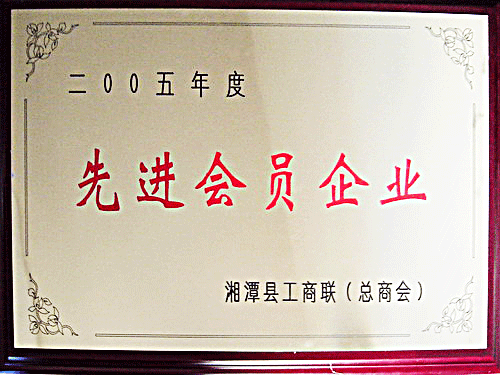 二00五年度
先进会员企业
湘潭县工商联（总商会）